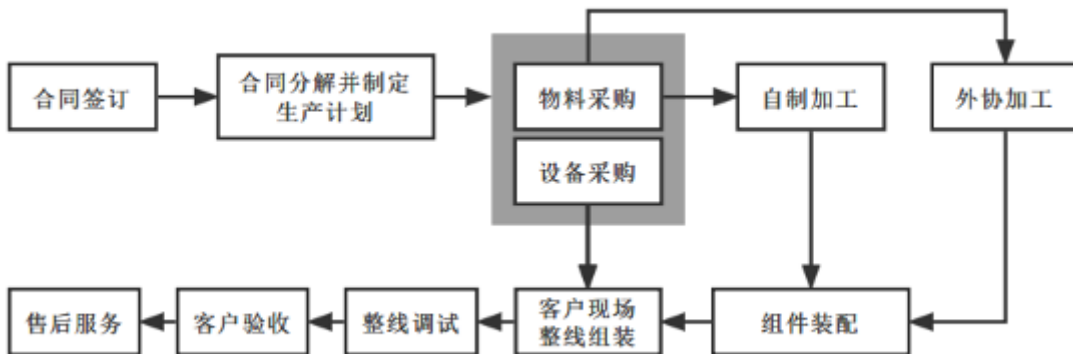 合同签订
合同分解并制定
生产计划
物料采购
自制加工
外协加工
设备采购
售后服务
客户验收
整线调试
客户现场
整线组装
组件装配